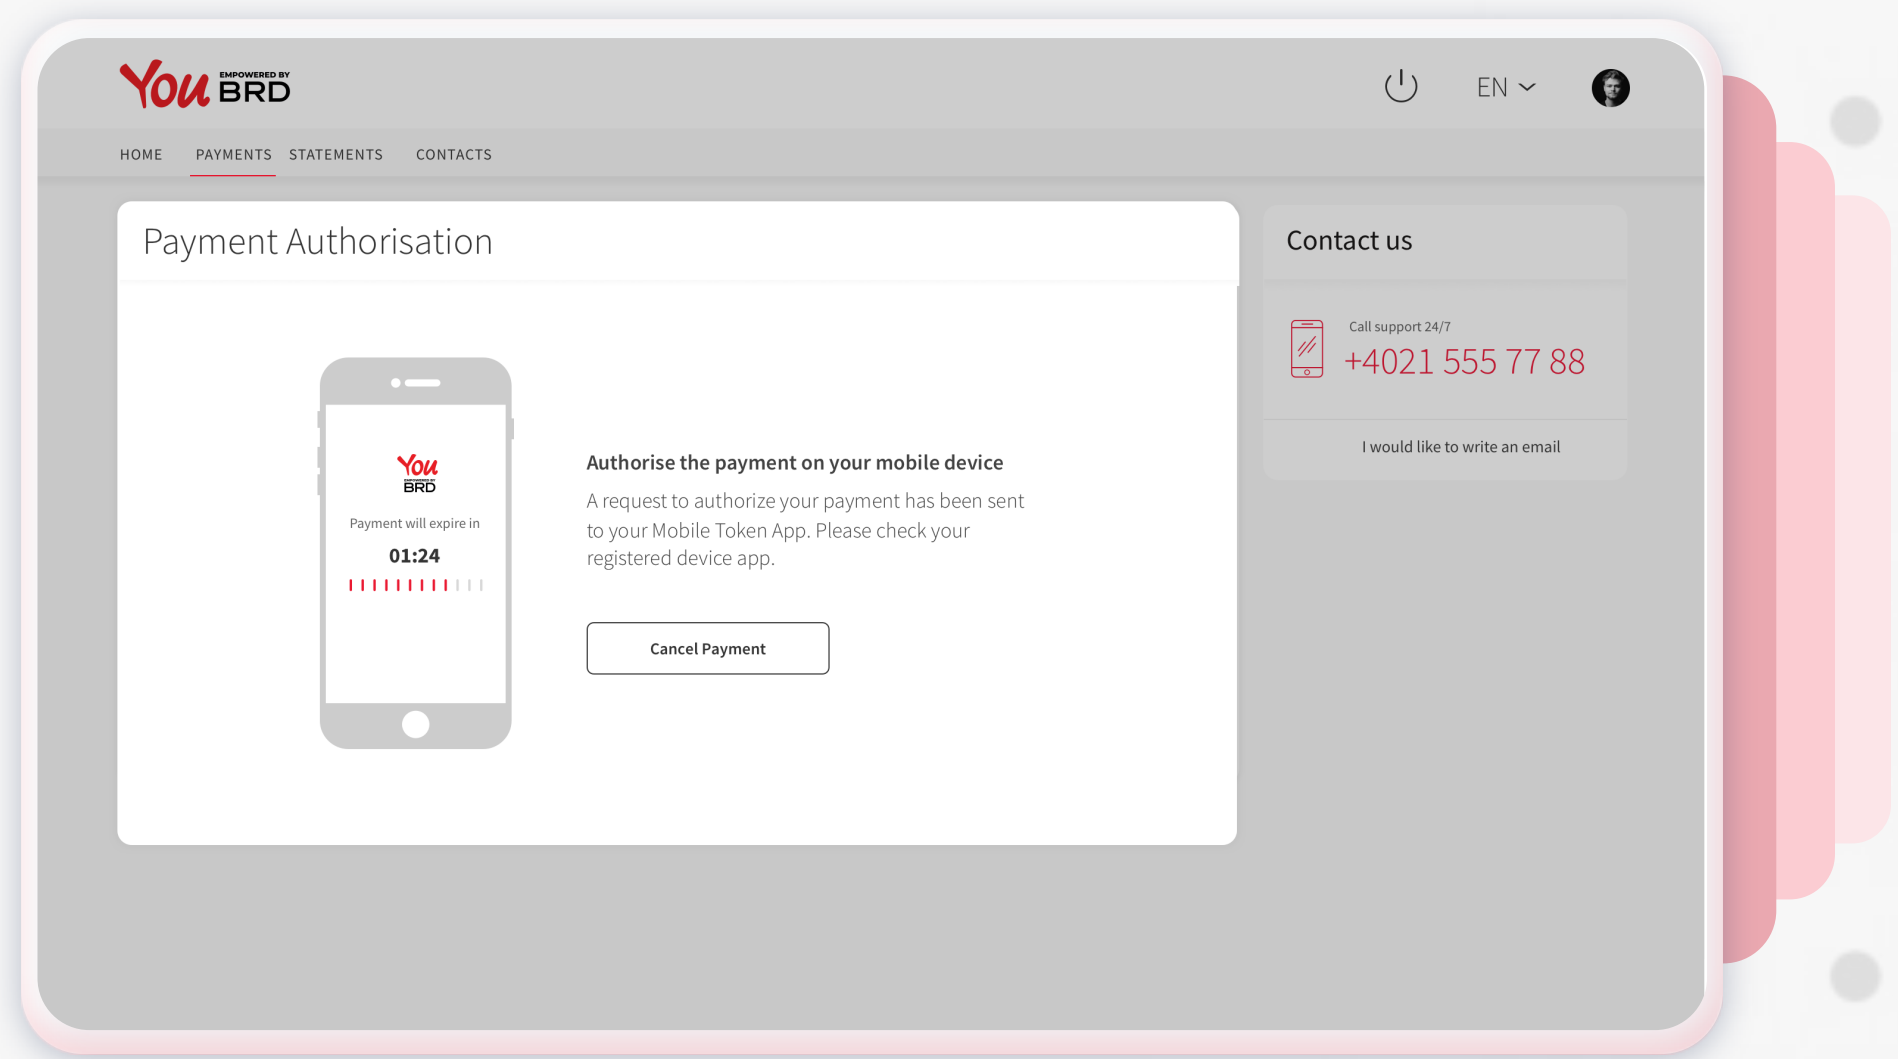 You EMPOWERED BY
BRD
EN
HOME PAYMENTS STATEMENTS CONTACTS
Payment Authorisation
Contact us
Call support 24/7
+4021 555 77 88
I would like to write an email
You
EMPOWERED BY
BRD
Payment will expire in
01:24
Authorise the payment on your mobile device
A request to authorize your payment has been sent
to your Mobile Token App. Please check your
registered device app.
Cancel Payment